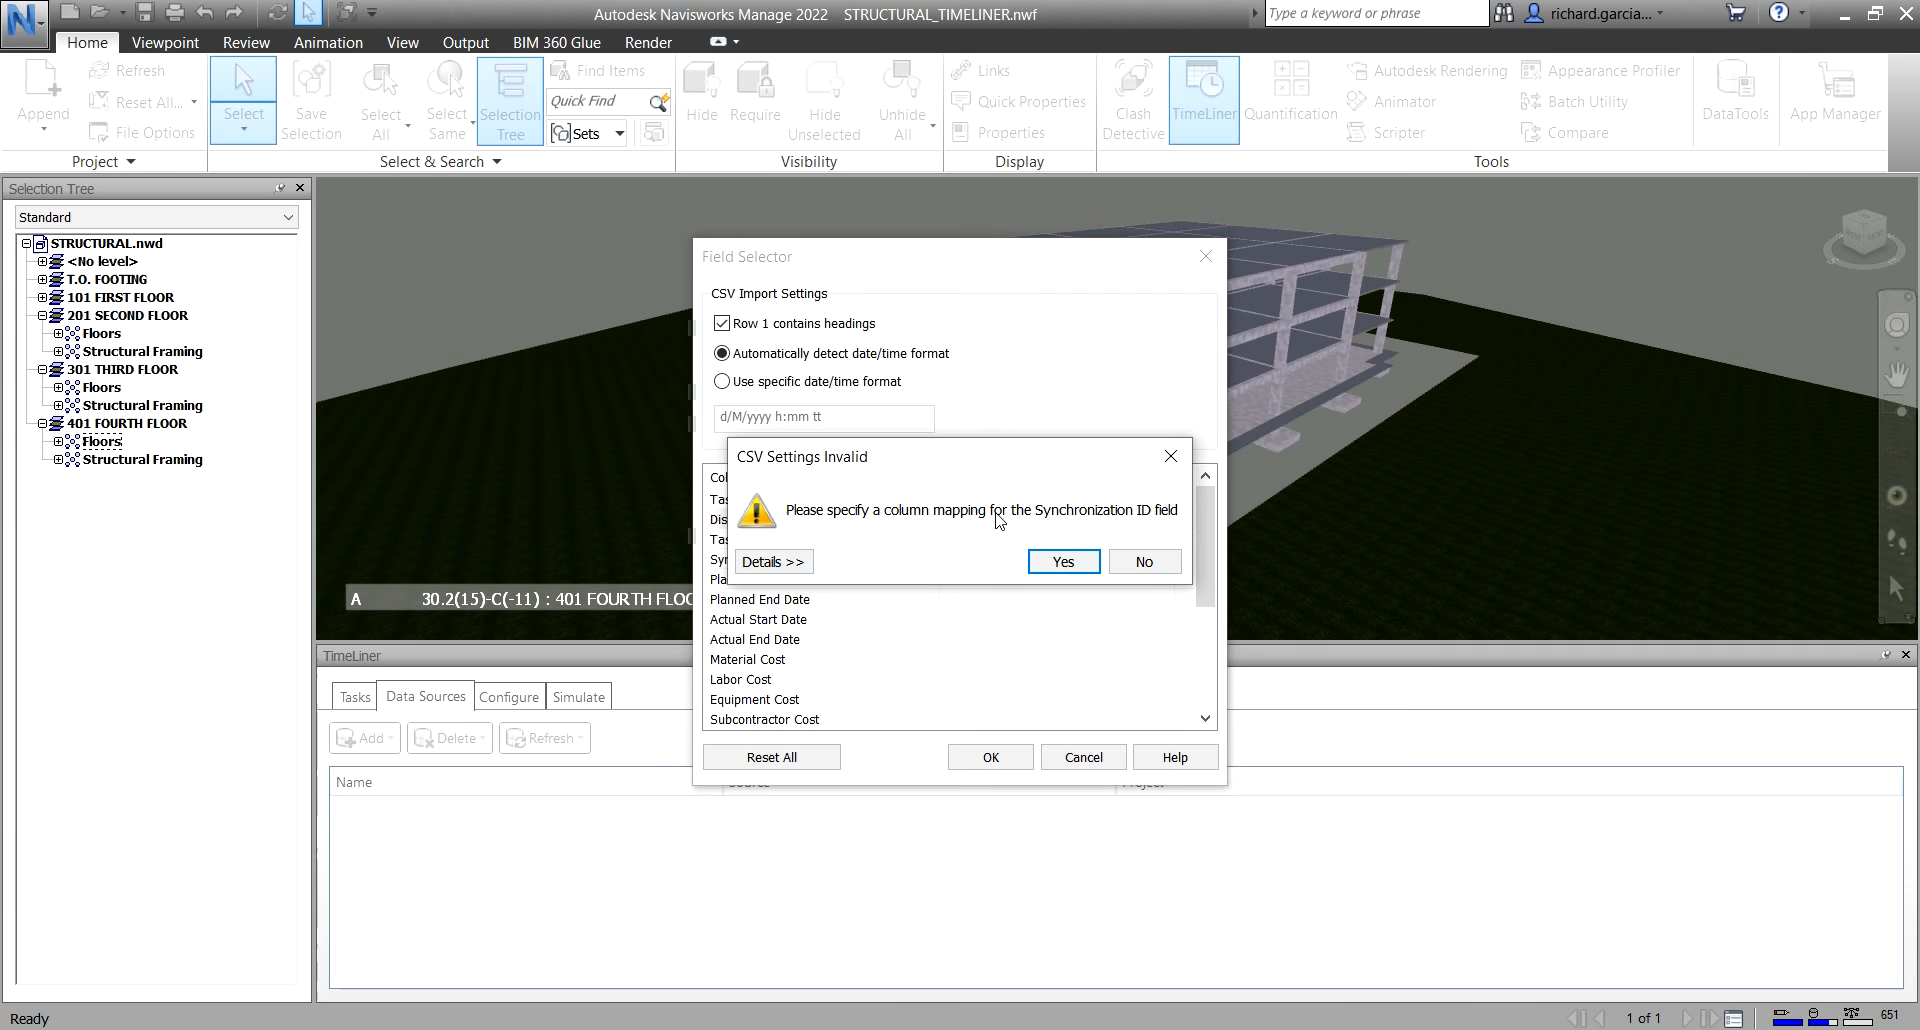 Autodesk Navisworks Manage 2022 STRUCTURAL_TIMELINER.nwf
Type a keyword or phrase
richard.garcia...
Home Viewpoint Review Animation View Output BIM 360 Glue Render
Append
Refresh
Reset All...
File Options
Project
Select
Save Selection
Select All
Select Same
Selection Tree
Find Items
Quick Find
Sets
Select & Search
Hide
Require
Hide Unselected
Unhide All
Visibility
Links
Quick Properties
Properties
Display
Clash Detective
TimeLiner
Quantification
Autodesk Rendering
Animator
Scripter
Appearance Profiler
Batch Utility
Compare
DataTools
App Manager
Tools
Selection Tree
Standard
STRUCTURAL.nwd
<No level>
T.O. FOOTING
101 FIRST FLOOR
201 SECOND FLOOR
Floors
Structural Framing
301 THIRD FLOOR
Floors
Structural Framing
401 FOURTH FLOOR
Floors
Structural Framing
A 30.2(15)-C(-11) : 401 FOURTH FLOO
Field Selector
CSV Import Settings
Row 1 contains headings
Automatically detect date/time format
Use specific date/time format
d/M/yyyy h:mm tt
Col
Tas
Dis
Tas
Syn
Pla
CSV Settings Invalid
Please specify a column mapping for the Synchronization ID field
Details >>
Yes
No
Planned End Date
Actual Start Date
Actual End Date
Material Cost
Labor Cost
Equipment Cost
Subcontractor Cost
Reset All
OK
Cancel
Help
TimeLiner
Tasks Data Sources Configure Simulate
Add Delete Refresh
Name Source Project
Ready
1 of 1
651